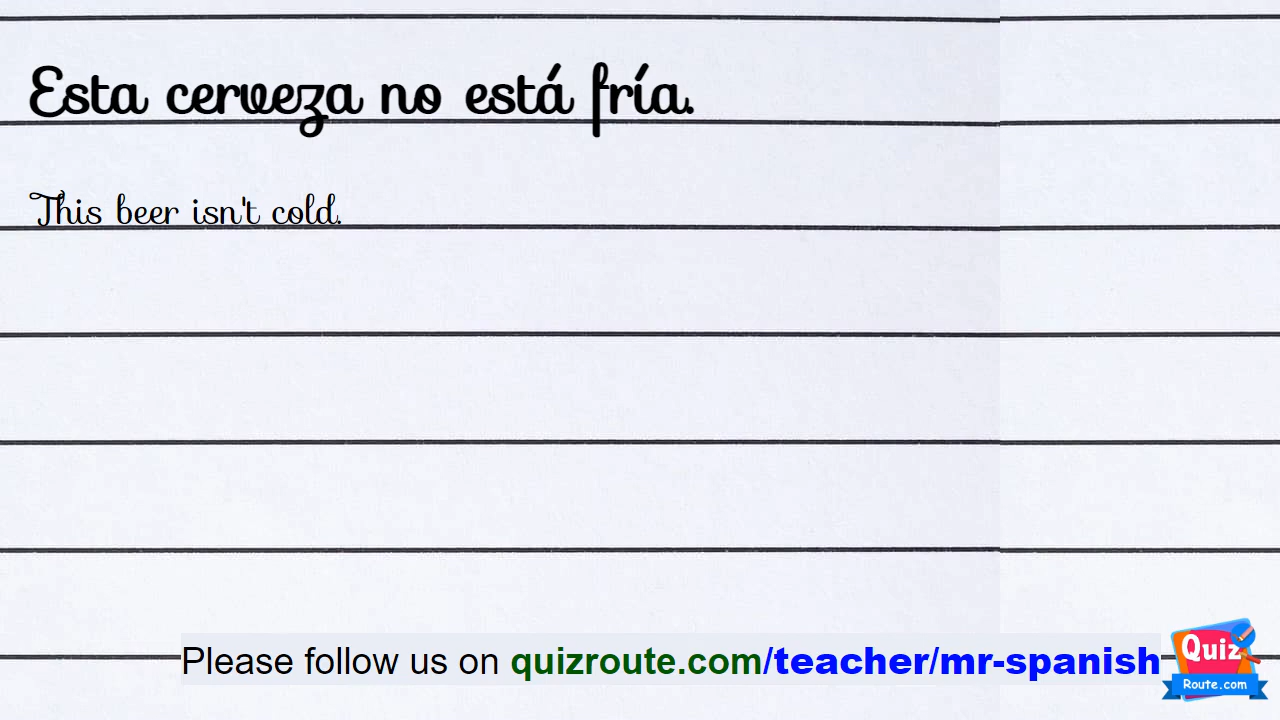 Esta cerveza no está fría.
This beer isn't cold.
Please follow us on quizroute.com/teacher/mr-spanish
Quiz
Route.com